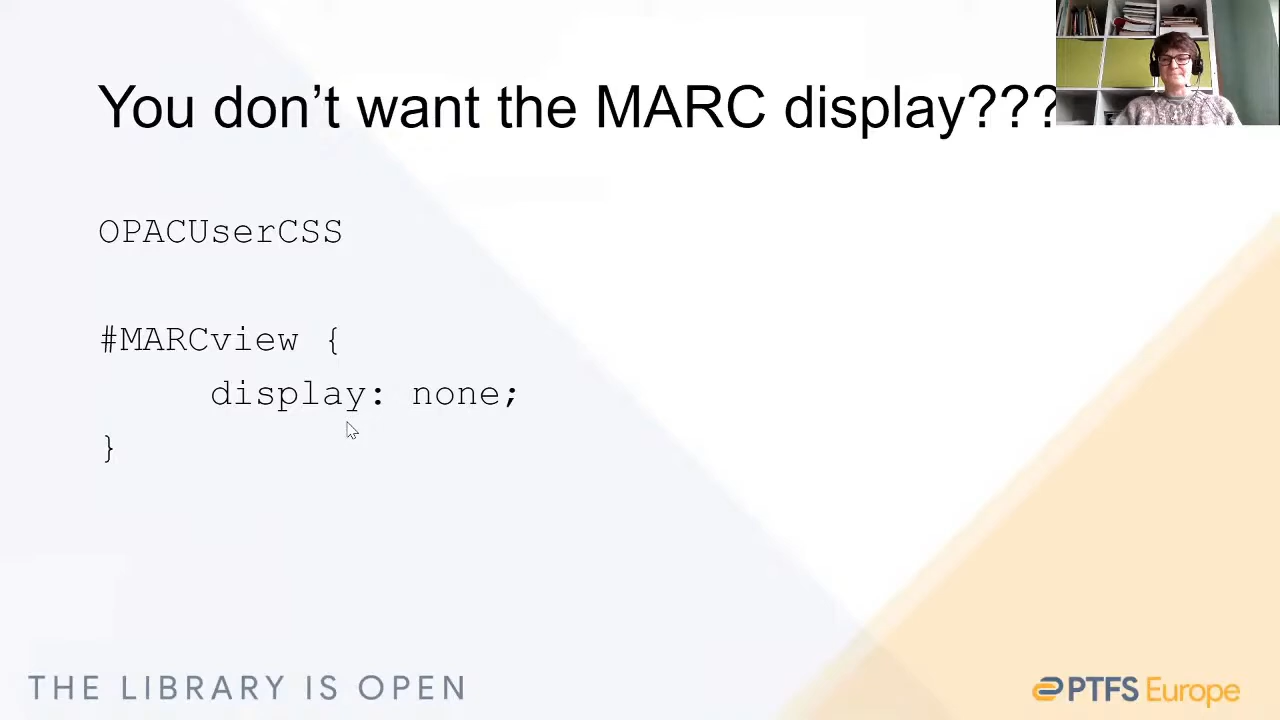 You don’t want the MARC display???
OPACUserCSS
#MARCview {
display: none;
}
THE LIBRARY IS OPEN
PTFS Europe